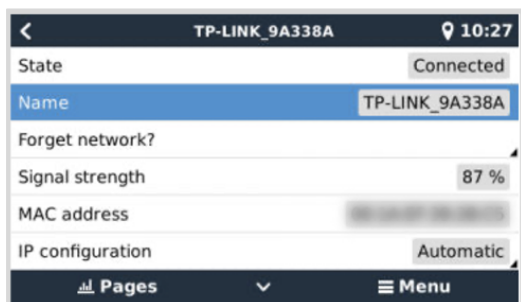 TP-LINK_9A338A 10:27
State Connected
Name TP-LINK_9A338A
Forget network?
Signal strength 87 %
MAC address
IP configuration Automatic
Pages Menu